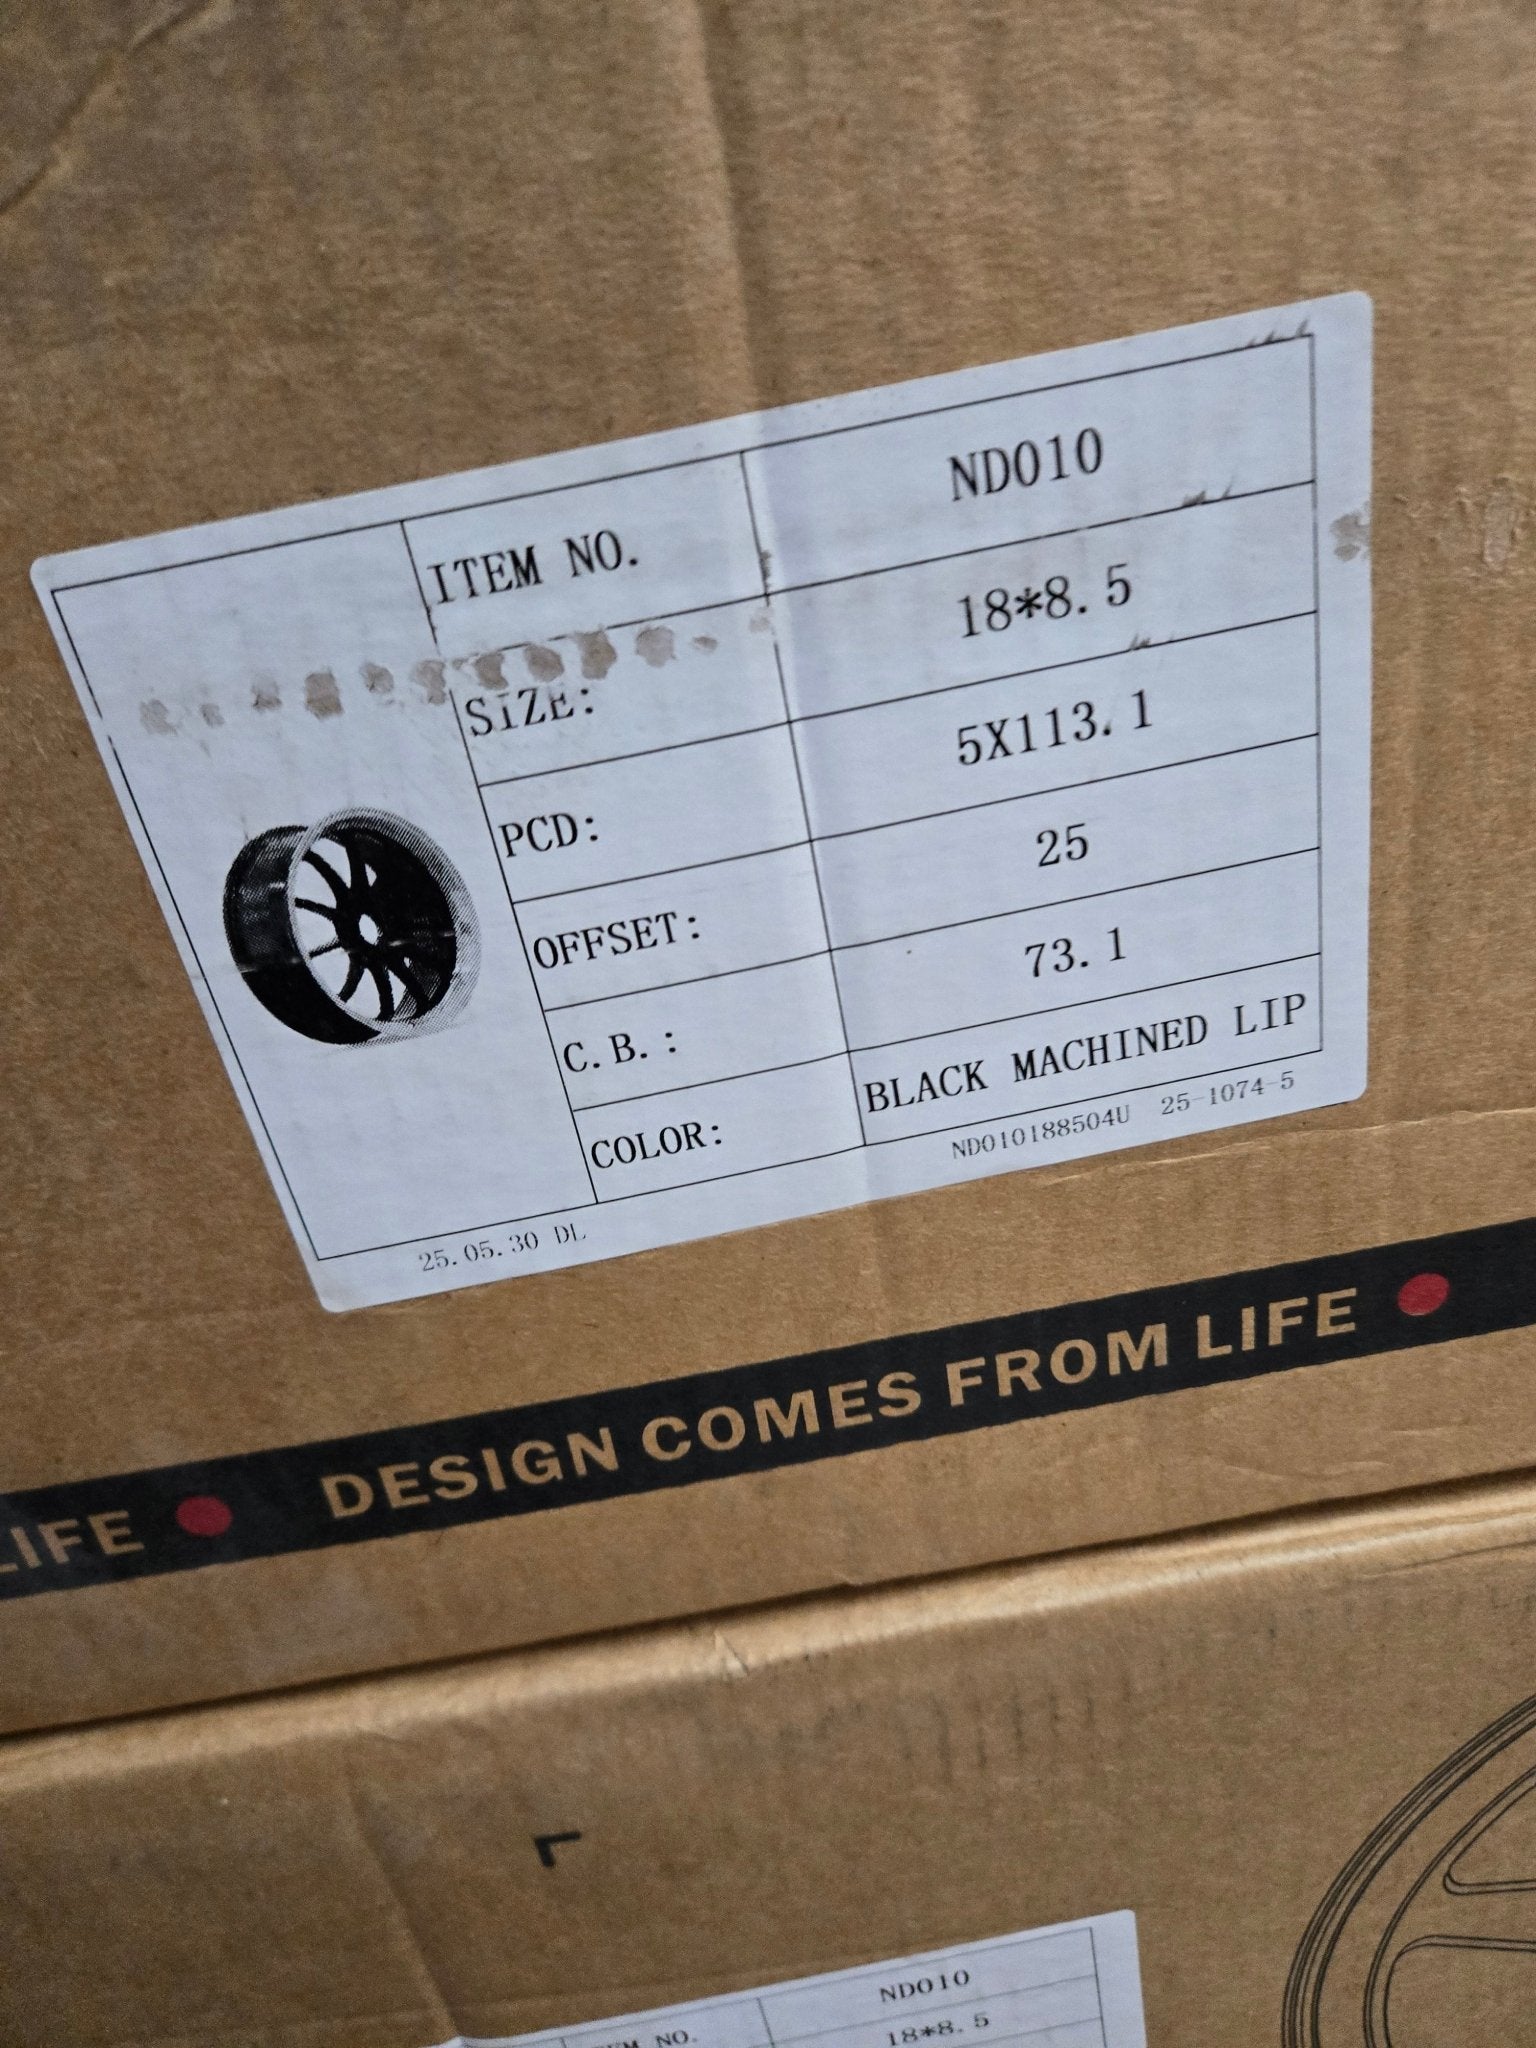 ITEM NO. ND010
SIZE: 18*8.5
PCD: 5X113.1
OFFSET: 25
C.B.: 73.1
COLOR: BLACK MACHINED LIP
25.05.30 DL ND010188504U 25-1074-5
LIFE DESIGN COMES FROM LIFE
NO. ND010
18*8.5